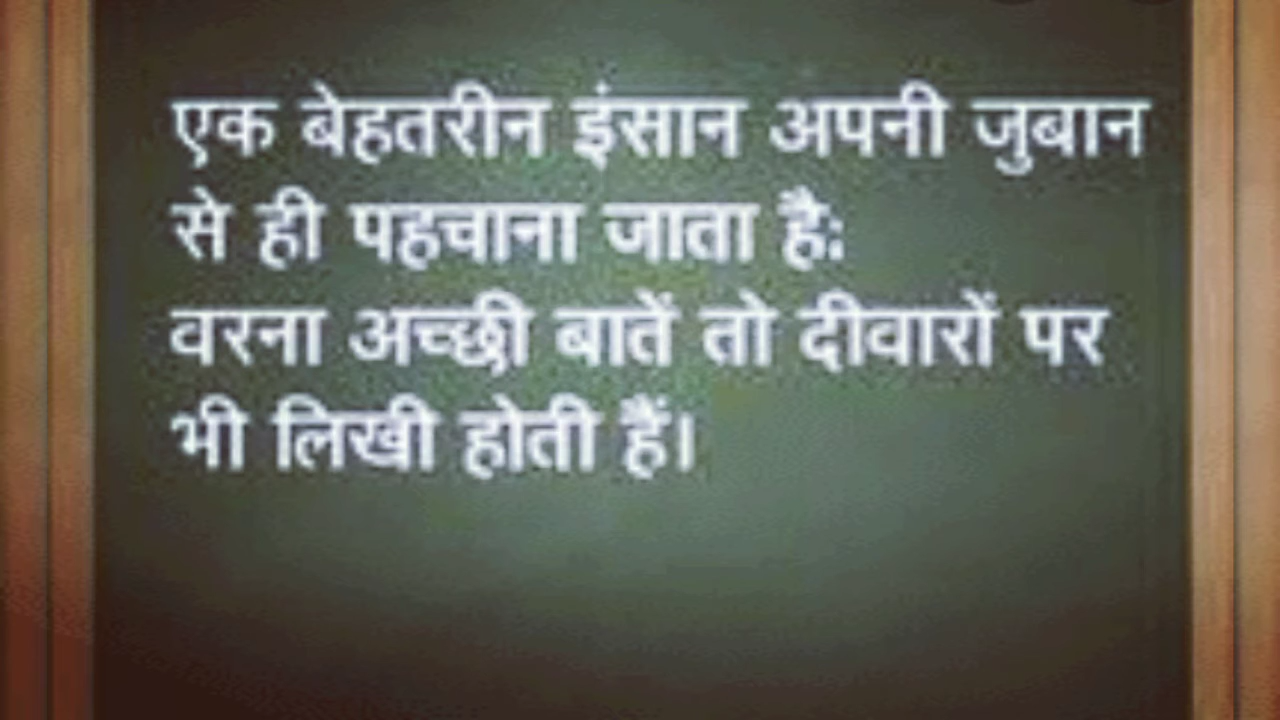 एक बेहतरीन इंसान अपनी जुबान
से ही पहचाना जाता है:
वरना अच्छी बातें तो दीवारों पर
भी लिखी होती हैं।